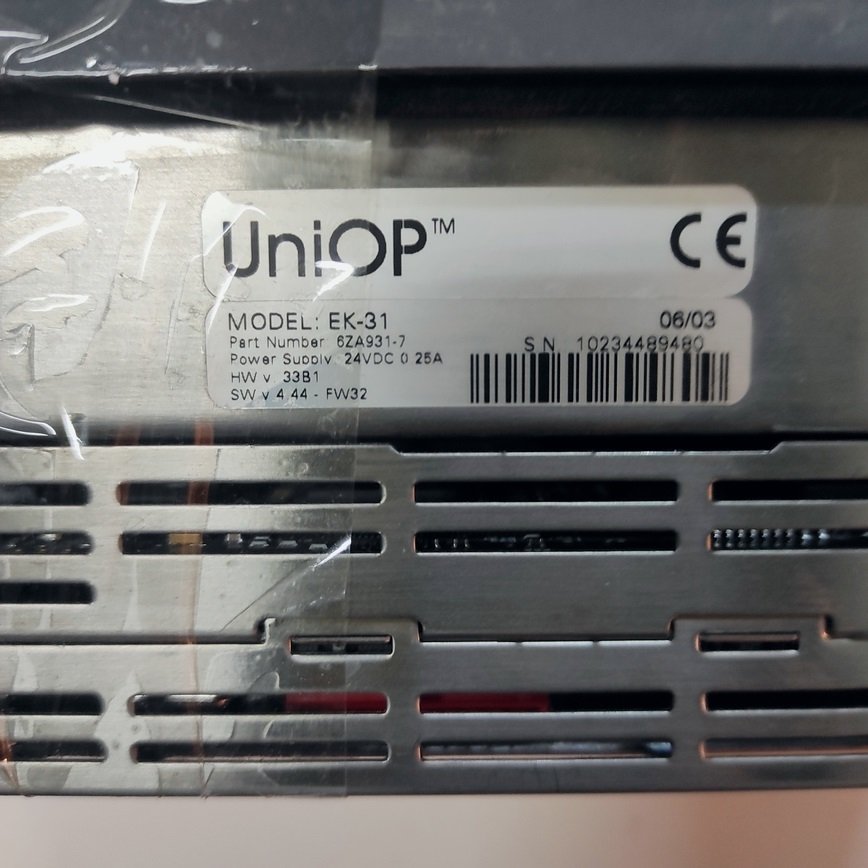 UniOP™ CE
MODEL: EK-31 06/03
Part Number 6ZA931-7
S N 10234489480
Power Supply 24VDC 0.25A
HW v. 33B1
SW v 4.44 - FW32